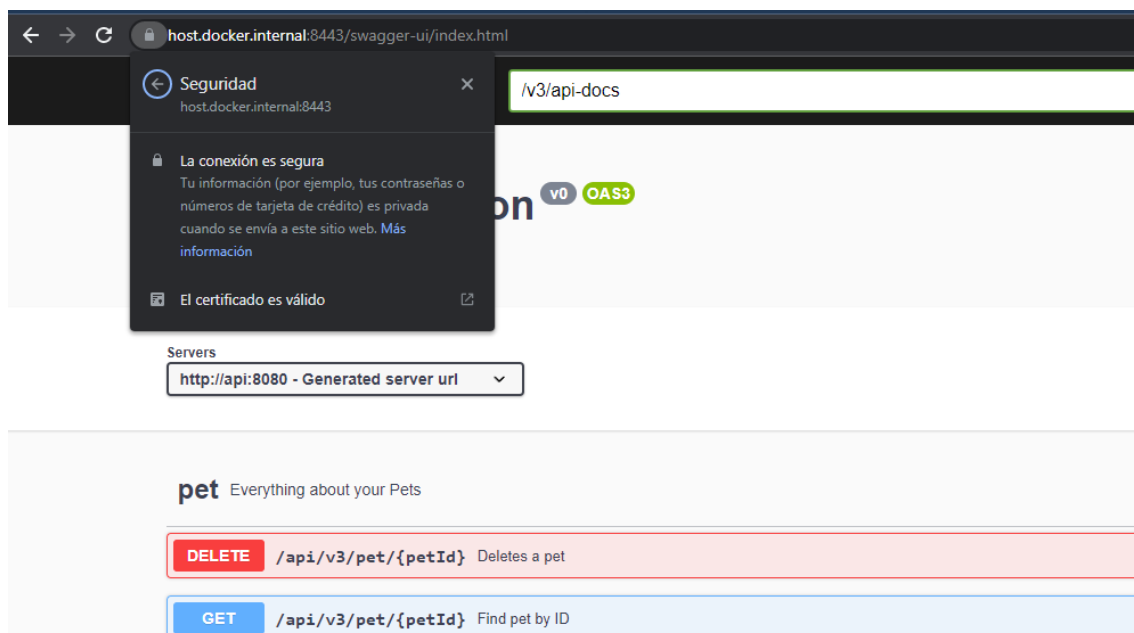 host.docker.internal:8443/swagger-ui/index.html
Seguridad
host.docker.internal:8443
/v3/api-docs
La conexión es segura
Tu información (por ejemplo, tus contraseñas o
números de tarjeta de crédito) es privada
cuando se envía a este sitio web. Más
información
on v0 OAS3
El certificado es válido
Servers
http://api:8080 - Generated server url
pet Everything about your Pets
DELETE /api/v3/pet/{petId} Deletes a pet
GET /api/v3/pet/{petId} Find pet by ID